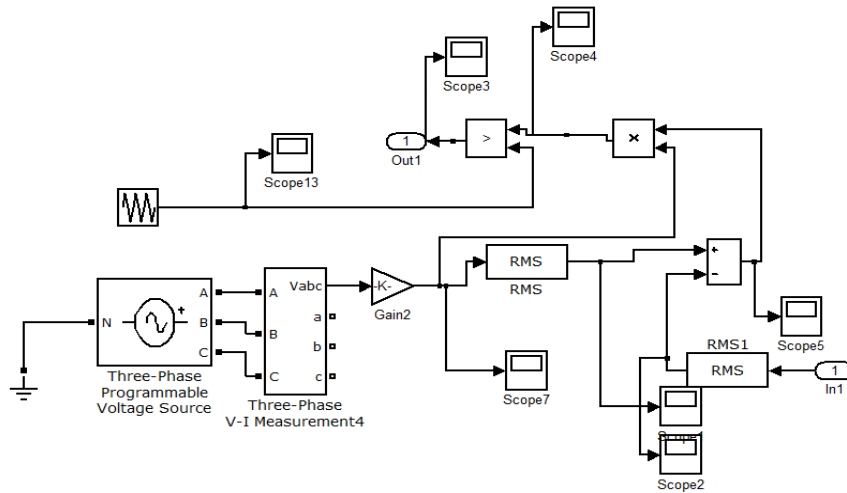 Scope4
Scope3
>
×
1
Out1
Scope13
Vabc
-K-
Gain2
RMS
RMS
+
-
N
A
B
C
+
A
B
C
a
b
c
Three-Phase
Programmable
Voltage Source
Three-Phase
V-I Measurement4
Scope7
Scope5
RMS1
RMS
1
In1
Scope1
Scope2